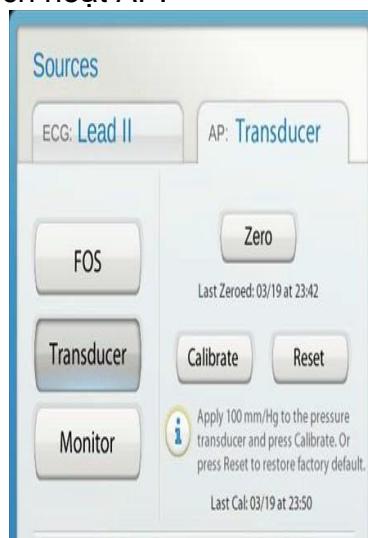 hoạt AP.
Sources
ECG: Lead II
AP: Transducer
FOS
Transducer
Monitor
Zero
Last Zeroed: 03/19 at 23:42
Calibrate
Reset
i
Apply 100 mm/Hg to the pressure
transducer and press Calibrate. Or
press Reset to restore factory default.
Last Cal: 03/19 at 23:50